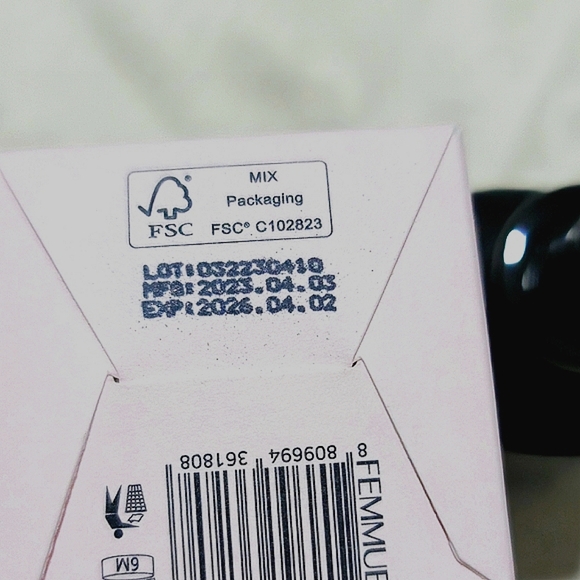 MIX
Packaging
FSC® C102823
FSC
LOT:032230410
MFG:2023.04.03
EXP:2026.04.02
8 809694 361808
FEMMUE
6M